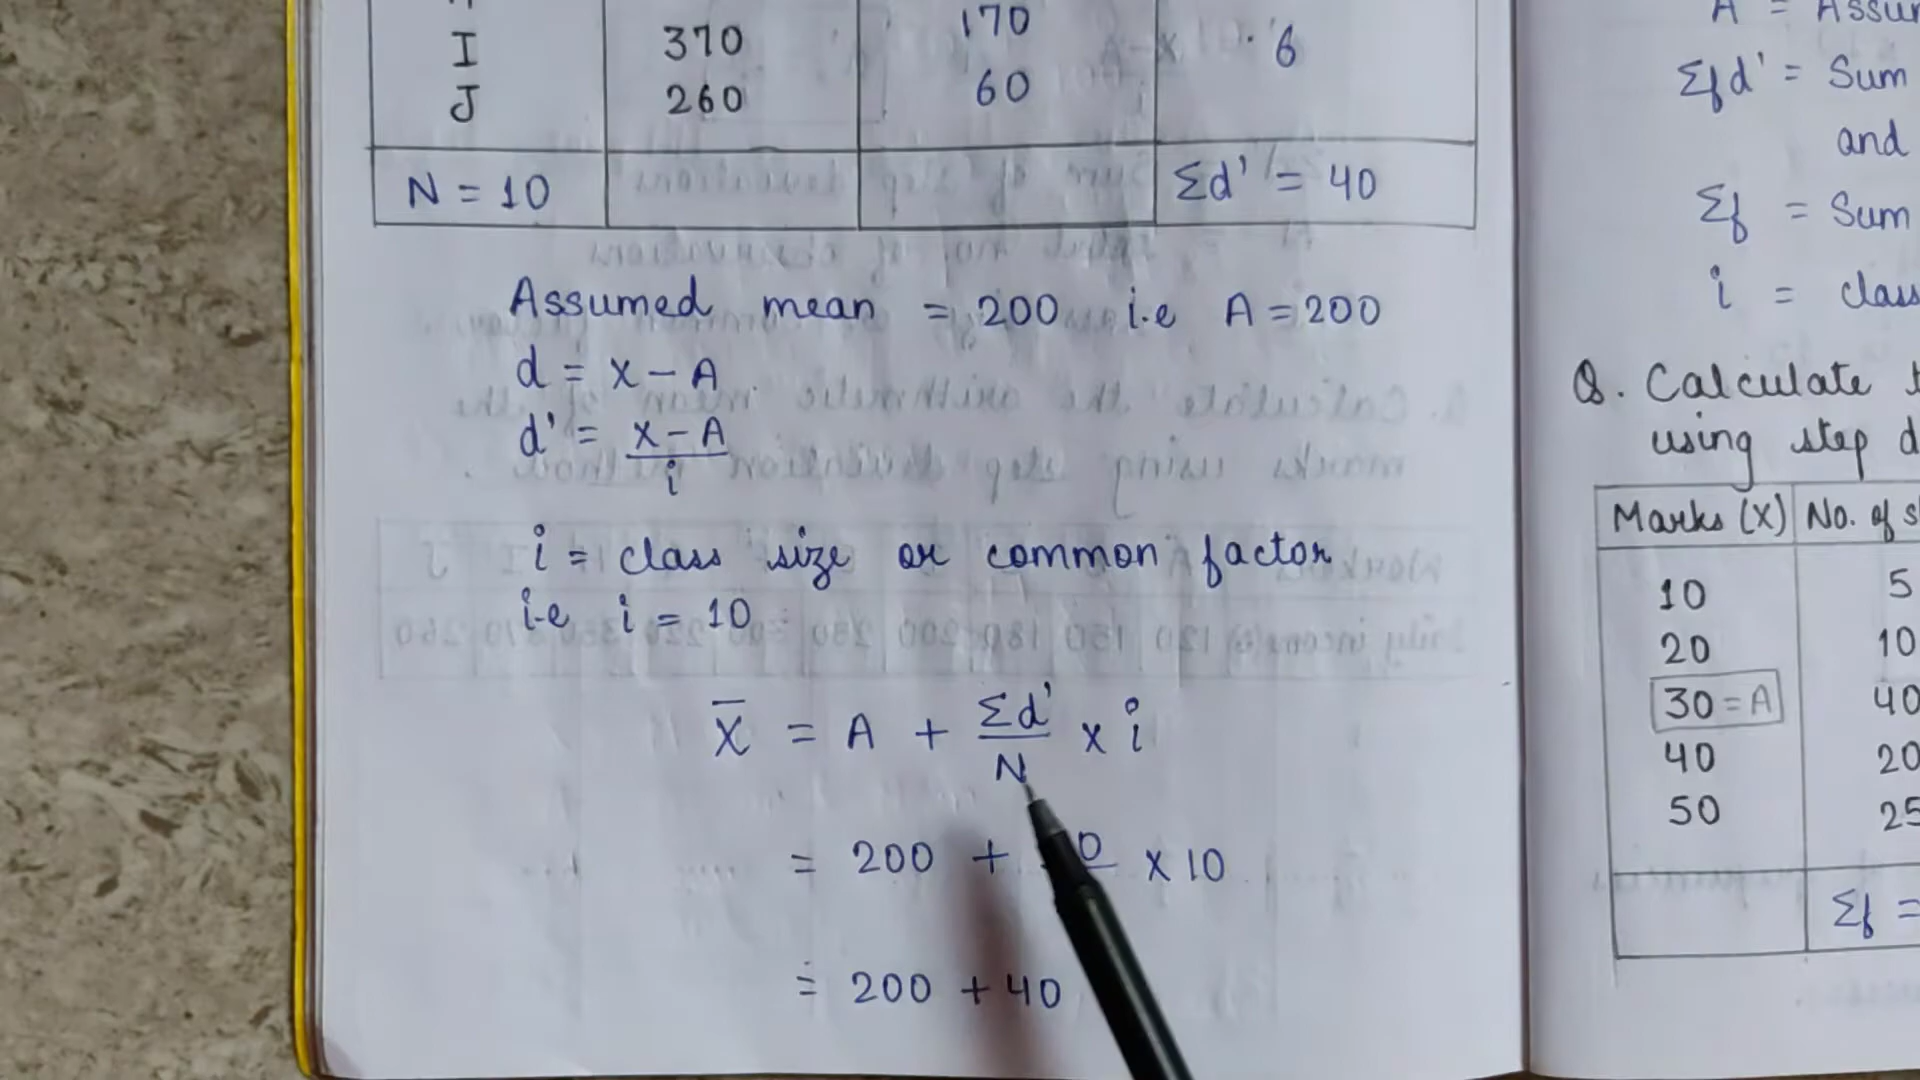 I 370 170 6
J 260 60
N = 10 Σd' = 40
Assumed mean = 200 i.e A = 200
d = x - A
d' = x - A
i
i = class size or common factor
i.e i = 10
X̄ = A + Σd' x i
N
= 200 + 0 x 10
= 200 + 40
A =
Σfd' = Sum
and
Σf = Sum
i =
Q. Calculate
using step
Marks (X) No. of
10 5
20 10
30 = A 40
40 20
50 25
Σf =